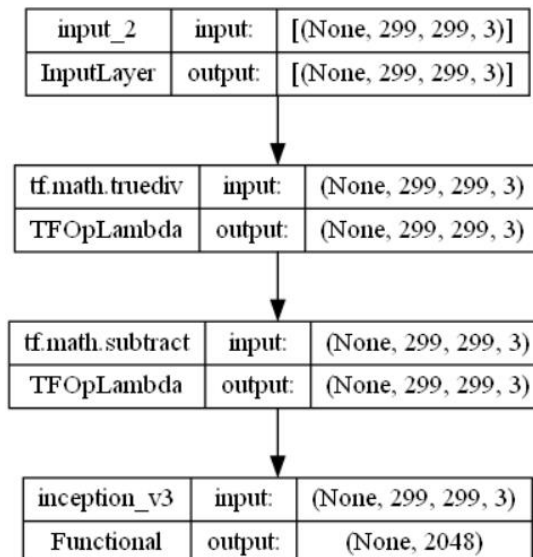 input_2 input: [(None, 299, 299, 3)]
InputLayer output: [(None, 299, 299, 3)]
tf.math.truediv input: (None, 299, 299, 3)
TFOpLambda output: (None, 299, 299, 3)
tf.math.subtract input: (None, 299, 299, 3)
TFOpLambda output: (None, 299, 299, 3)
inception_v3 input: (None, 299, 299, 3)
Functional output: (None, 2048)